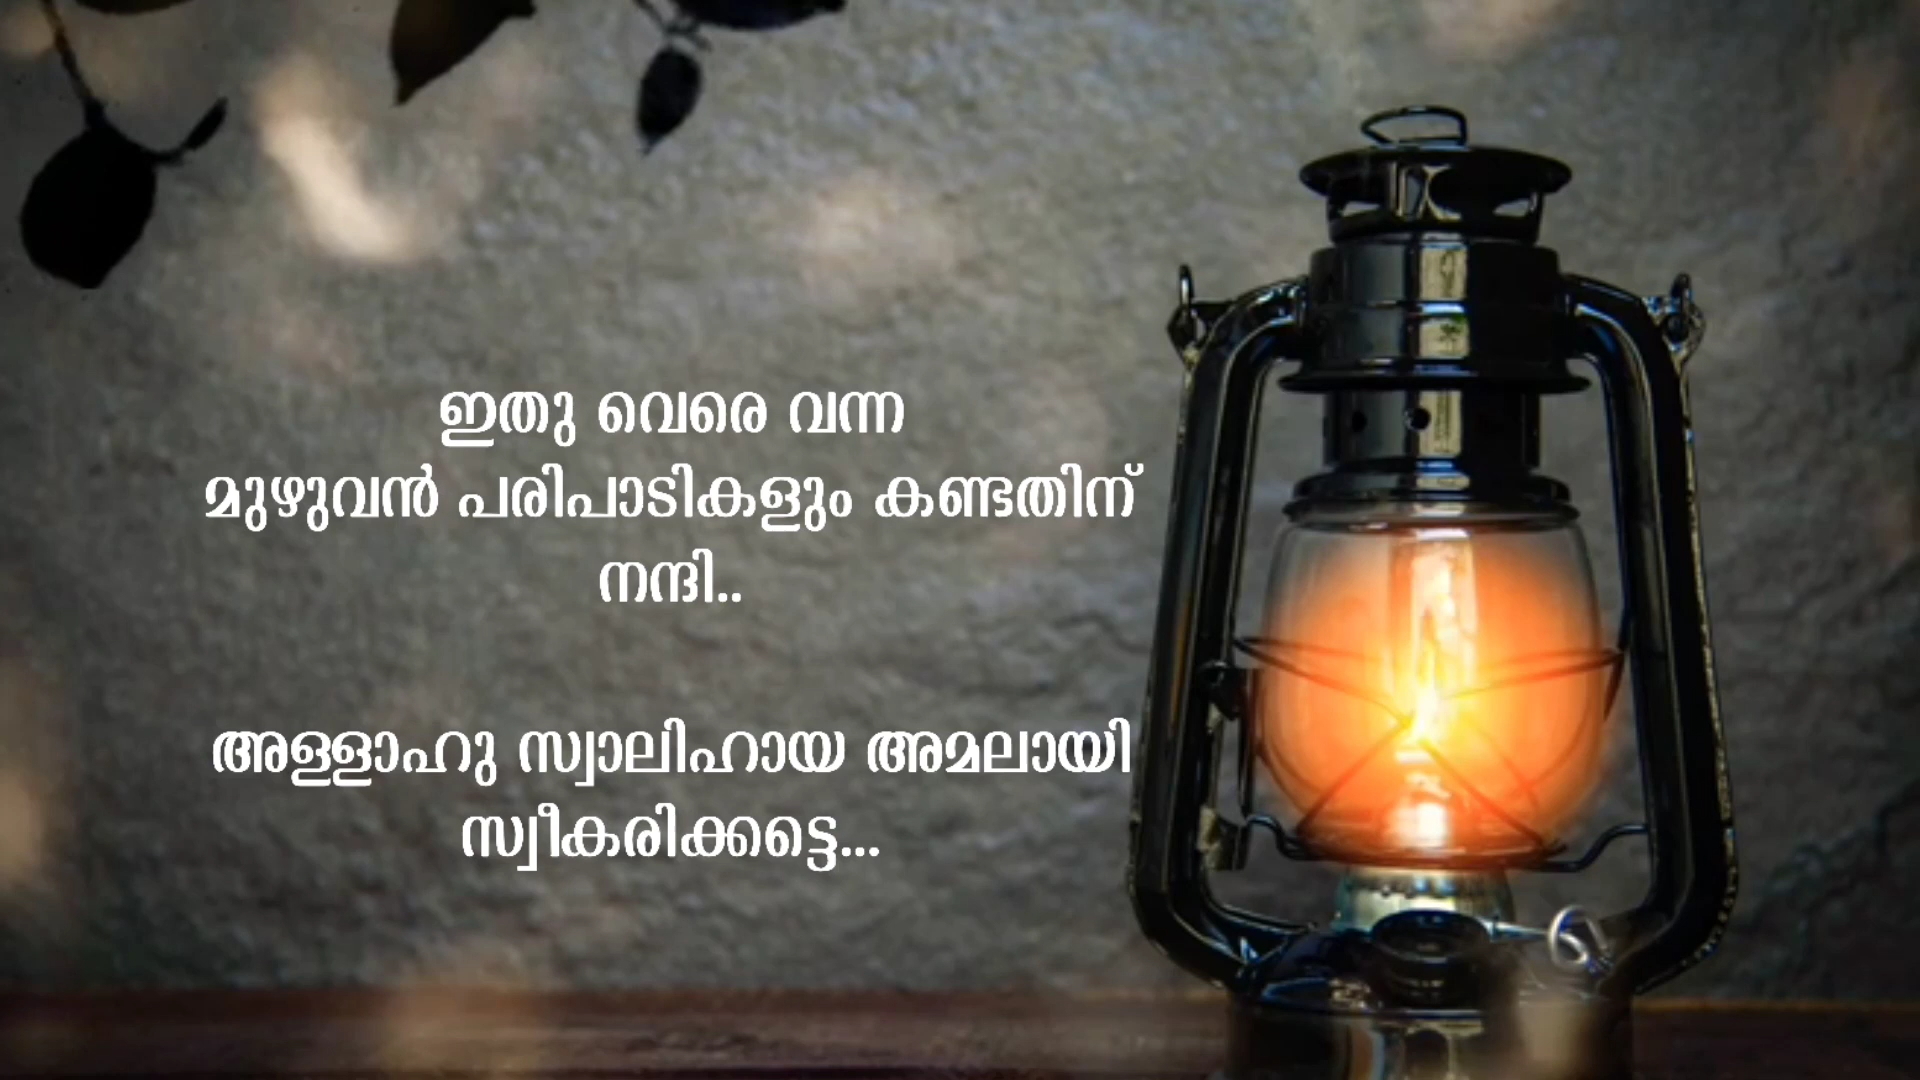 ഇതു വെരെ വന്ന
മുഴുവൻ പരിപാടികളും കണ്ടതിന്
നന്ദി..
അള്ളാഹു സ്വാലിഹായ അമലായി
സ്വീകരിക്കട്ടെ...